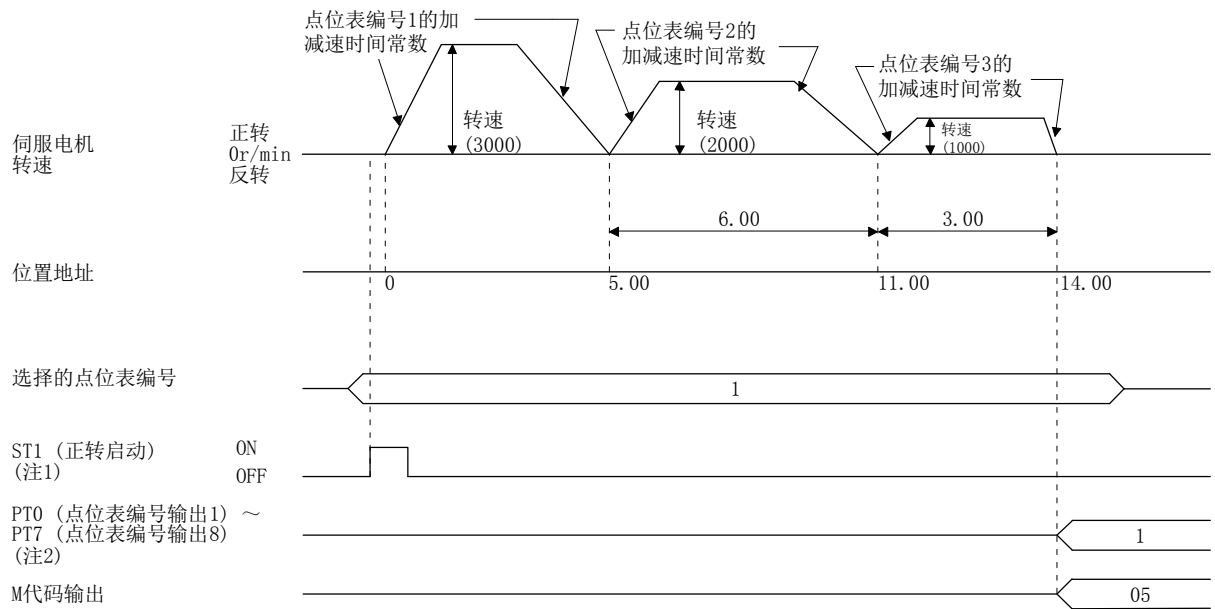 点位表编号1的加
减速时间常数
点位表编号2的
加减速时间常数
点位表编号3的
加减速时间常数
伺服电机
转速
正转
0r/min
反转
转速
(3000)
转速
(2000)
转速
(1000)
6.00
3.00
位置地址
0
5.00
11.00
14.00
选择的点位表编号
1
ST1 (正转启动)
(注1)
ON
OFF
PT0 (点位表编号输出1) ～
PT7 (点位表编号输出8)
(注2)
1
M代码输出
05